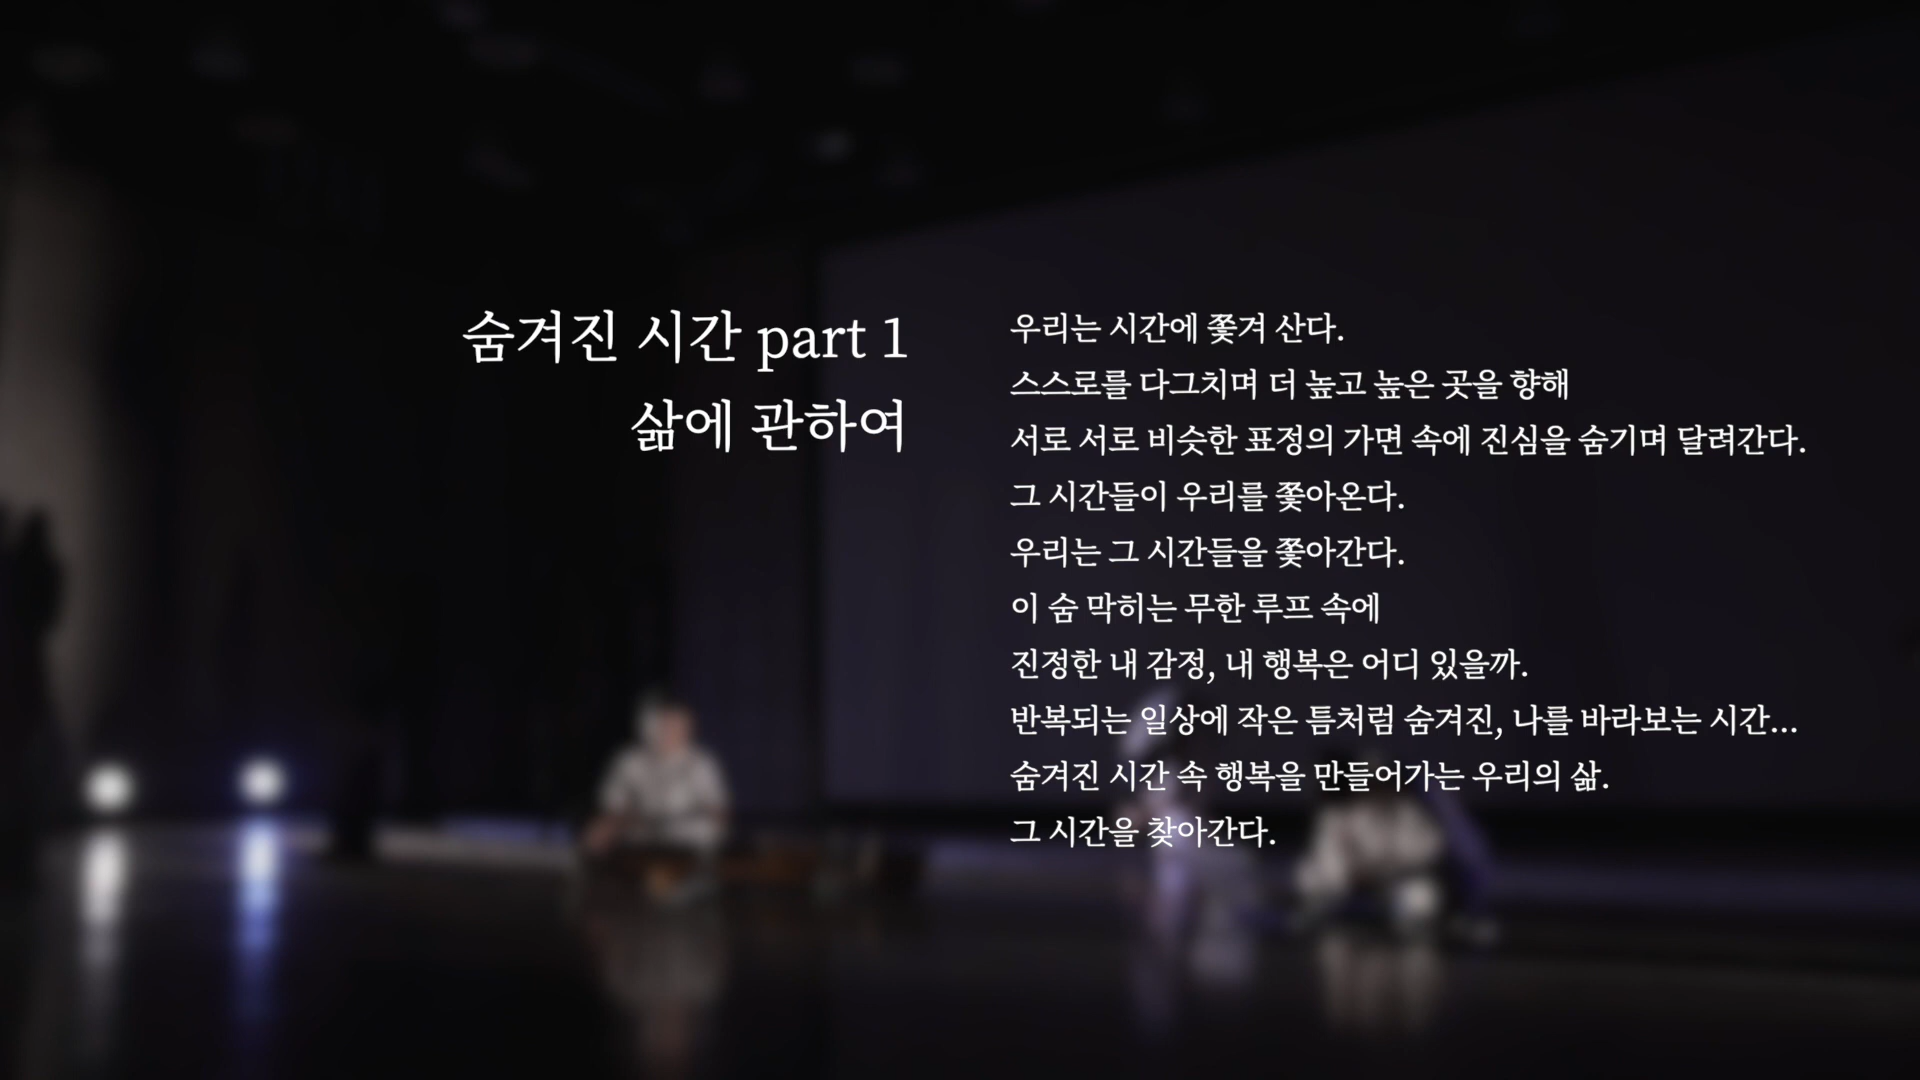 숨겨진 시간 part 1
삶에 관하여
우리는 시간에 쫓겨 산다.
스스로를 다그치며 더 높고 높은 곳을 향해
서로 서로 비슷한 표정의 가면 속에 진심을 숨기며 달려간다.
그 시간들이 우리를 쫓아온다.
우리는 그 시간들을 쫓아간다.
이 숨 막히는 무한 루프 속에
진정한 내 감정, 내 행복은 어디 있을까.
반복되는 일상에 작은 틈처럼 숨겨진, 나를 바라보는 시간...
숨겨진 시간 속 행복을 만들어가는 우리의 삶.
그 시간을 찾아간다.